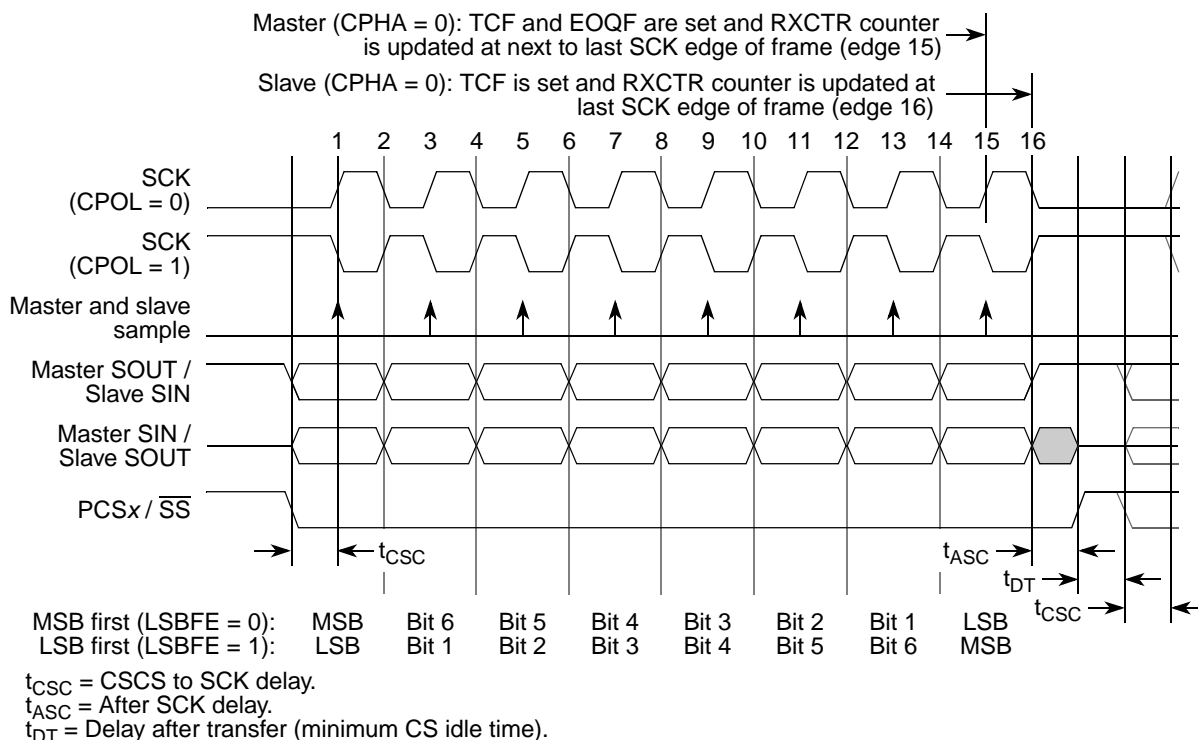 Master (CPHA = 0): TCF and EOQF are set and RXCTR counter
is updated at next to last SCK edge of frame (edge 15)
Slave (CPHA = 0): TCF is set and RXCTR counter is updated at
last SCK edge of frame (edge 16)
1 2 3 4 5 6 7 8 9 10 11 12 13 14 15 16
SCK
(CPOL = 0)
SCK
(CPOL = 1)
Master and slave
sample
Master SOUT /
Slave SIN
Master SIN /
Slave SOUT
PCSx / SS
tCSC tASC
tDT
tCSC
MSB first (LSBFE = 0): MSB Bit 6 Bit 5 Bit 4 Bit 3 Bit 2 Bit 1 LSB
LSB first (LSBFE = 1): LSB Bit 1 Bit 2 Bit 3 Bit 4 Bit 5 Bit 6 MSB
tCSC = CSCS to SCK delay.
tASC = After SCK delay.
tDT = Delay after transfer (minimum CS idle time).